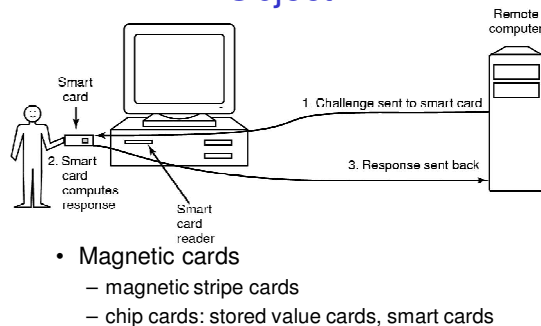 Remote
computer
Smart
card
1. Challenge sent to smart card
2. Smart
card
computes
response
3. Response sent back
Smart
card
reader
• Magnetic cards
– magnetic stripe cards
– chip cards: stored value cards, smart cards